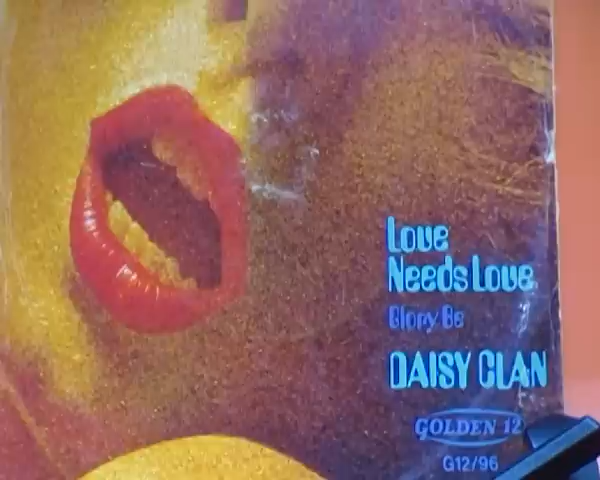 Love
Needs Love
Glory Be
DAISY CLAN
GOLDEN 12
G12/96